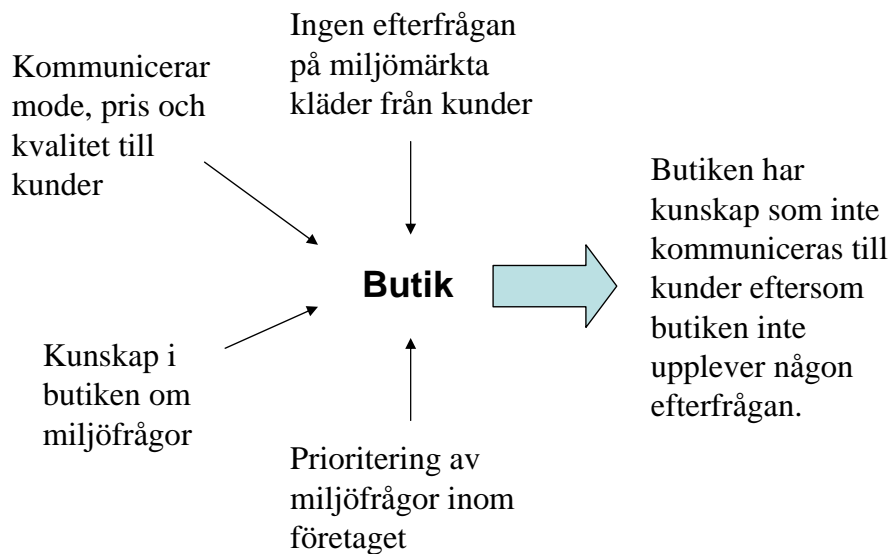 Kommunicerar
mode, pris och
kvalitet till
kunder
Ingen efterfrågan
på miljömärkta
kläder från kunder
Butik
Butiken har
kunskap som inte
kommuniceras till
kunder eftersom
butiken inte
upplever någon
efterfrågan.
Kunskap i
butiken om
miljöfrågor
Prioritering av
miljöfrågor inom
företaget